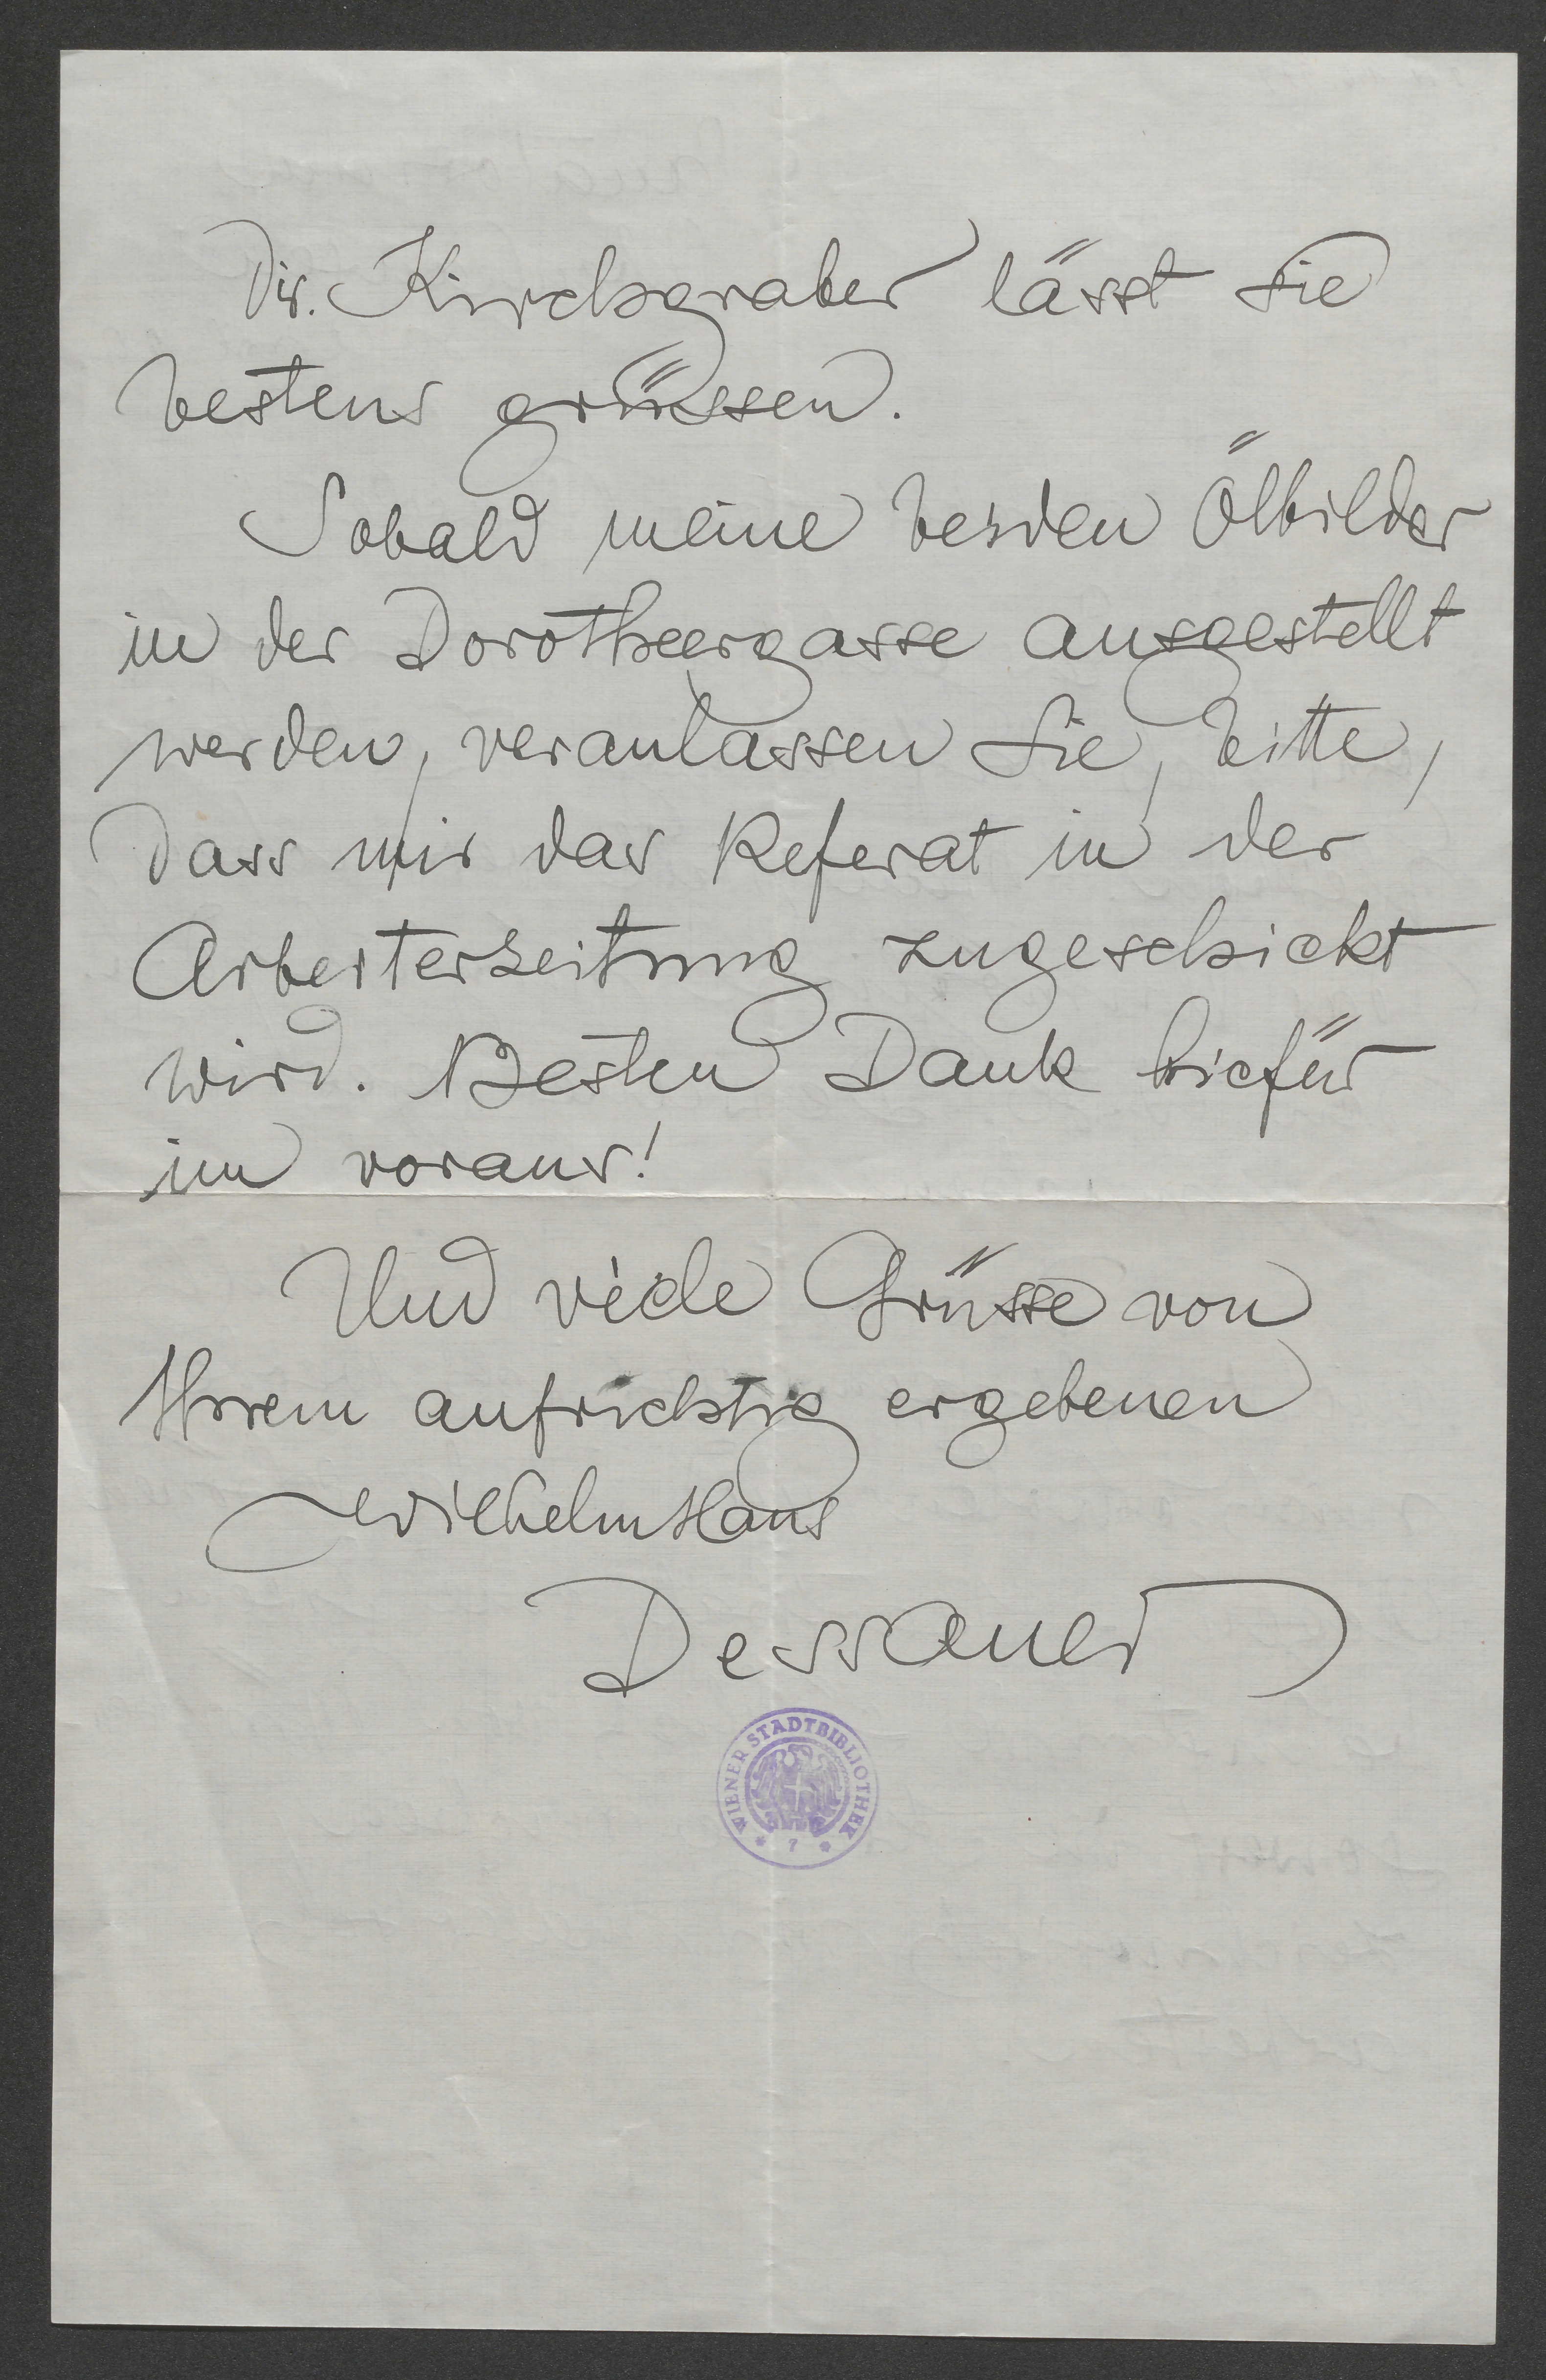 Dir. Kirchgraber lässt Sie
bestens grüssen.
Sobald meine beiden Ölbilder
in der Dorotheergasse ausgestellt
werden, veranlassen Sie, bitte,
dass mir das Referat in der
Arbeiterzeitung zugeschickt
wird. Besten Dank hiefür
im voraus!
Und viele Grüsse von
Ihrem aufrichtig ergebenen
Wilhelm Hans
Dessauer
WIENER STADTBIBLIOTHEK
* 7 *